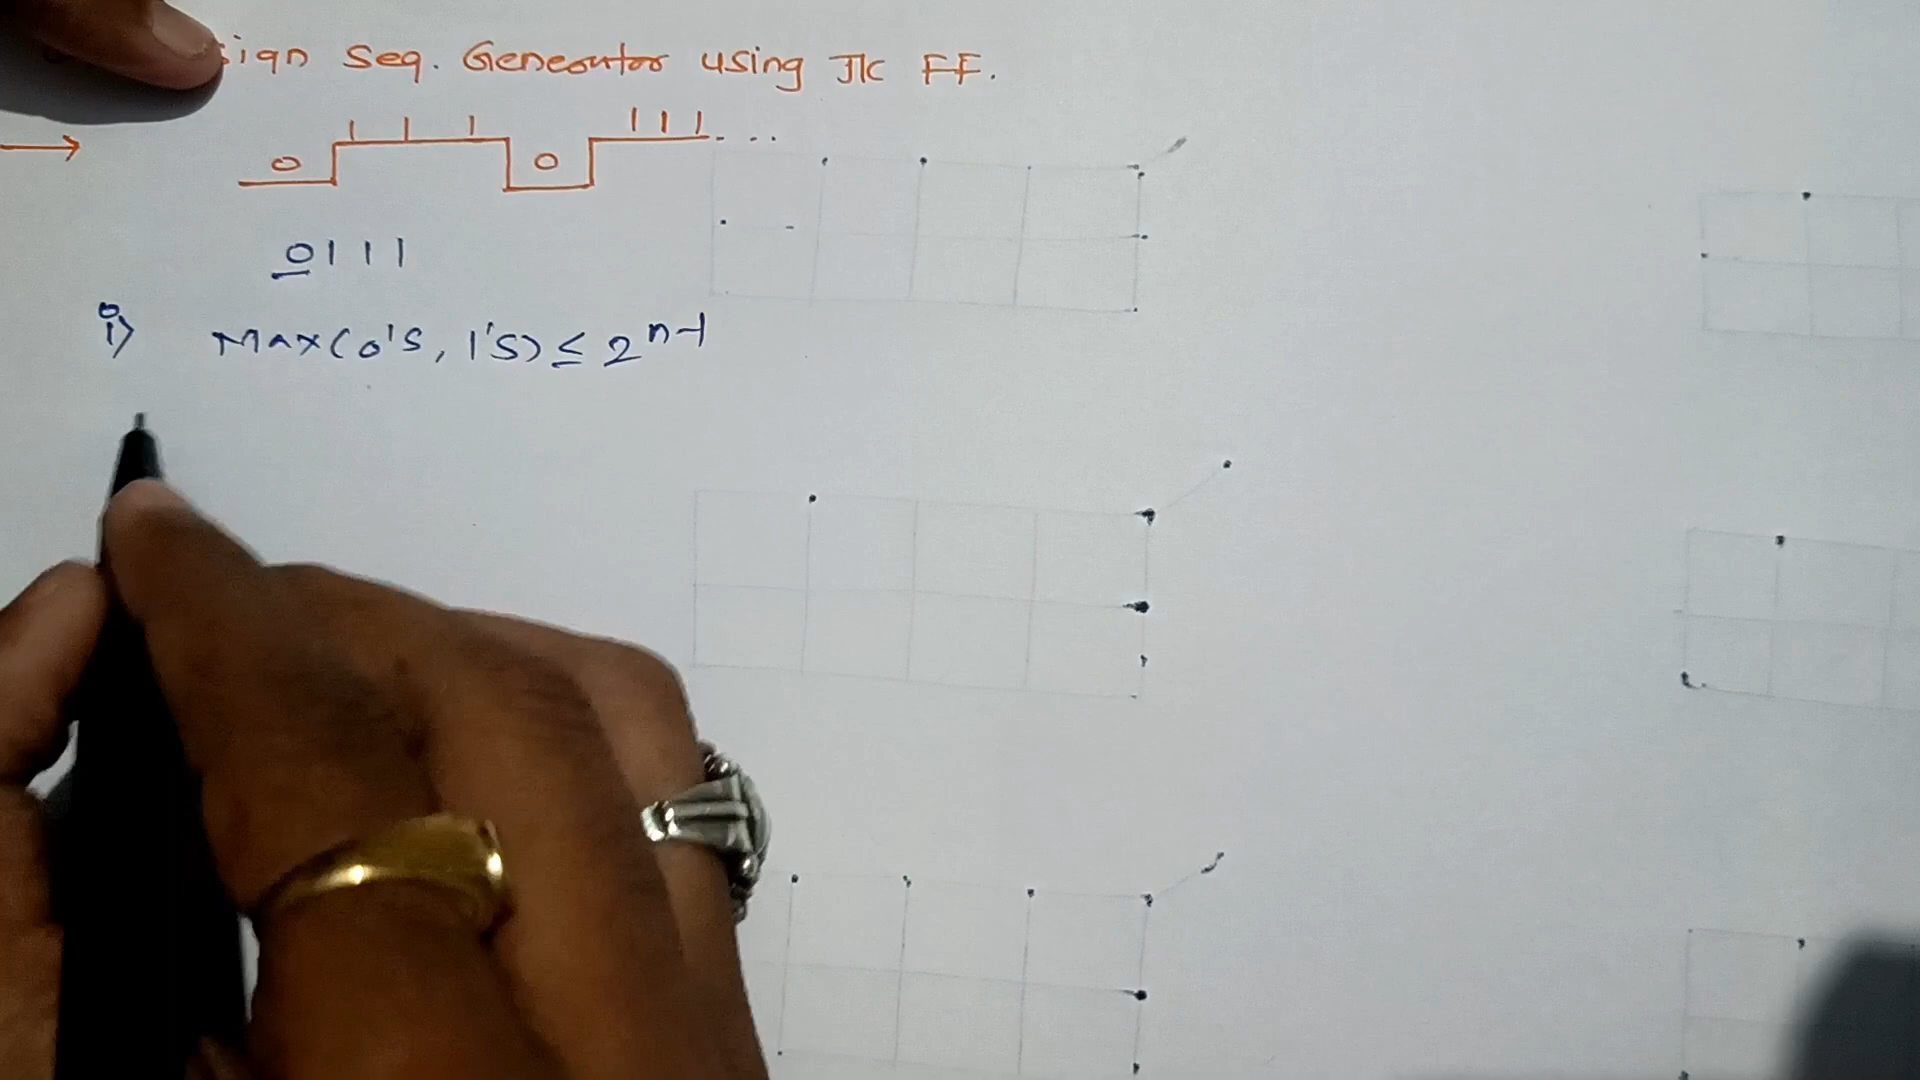 sign Seq. Generator using JK FF.
0 1 1 1 0 1 1 1 ...
0111
i) MAX(0's, 1's) ≤ 2^n-1